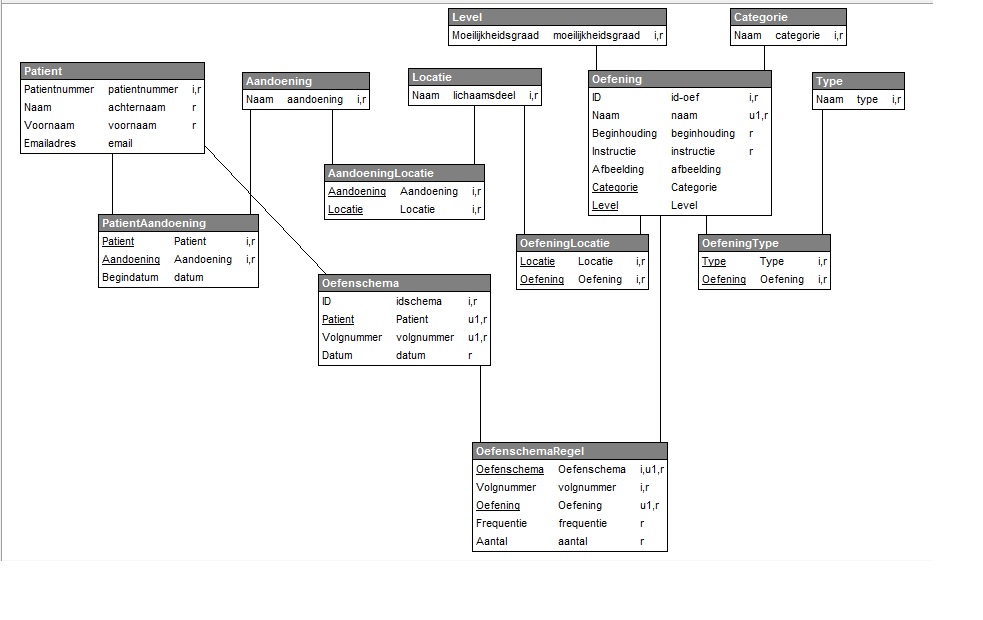 Level
Moeilijkheidsgraad moeilijkheidsgraad i,r
Categorie
Naam categorie i,r
Patient
Patientnummer patientnummer i,r
Naam achternaam r
Voornaam voornaam r
Emailadres email
Aandoening
Naam aandoening i,r
Locatie
Naam lichaamsdeel i,r
Oefening
ID id-oef i,r
Naam naam u1,r
Beginhouding beginhouding r
Instructie instructie r
Afbeelding afbeelding
Categorie Categorie
Level Level
Type
Naam type i,r
AandoeningLocatie
Aandoening Aandoening i,r
Locatie Locatie i,r
PatientAandoening
Patient Patient i,r
Aandoening Aandoening i,r
Begindatum datum
OefeningLocatie
Locatie Locatie i,r
Oefening Oefening i,r
OefeningType
Type Type i,r
Oefening Oefening i,r
Oefenschema
ID idschema i,r
Patient Patient u1,r
Volgnummer volgnummer u1,r
Datum datum r
OefenschemaRegel
Oefenschema Oefenschema i,u1,r
Volgnummer volgnummer i,r
Oefening Oefening u1,r
Frequentie frequentie r
Aantal aantal r